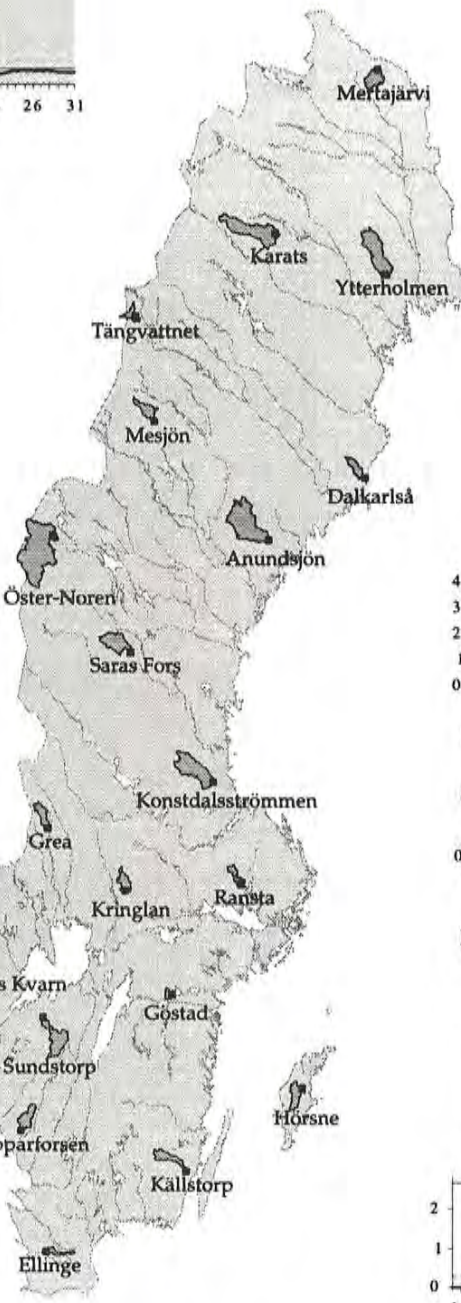 26 31
Mertajärvi
Karats
Ytterholmen
Tängvattnet
Mesjön
Dalkarlså
Anundsjön
Öster-Noren
4
3
2
Saras Fors
1
0
Konstdalsströmmen
Grea
0
Kringlan
Ransta
s Kvarn
Göstad
Sundstorp
Hörsne
parforsen
Källstorp
2
1
Ellinge
0